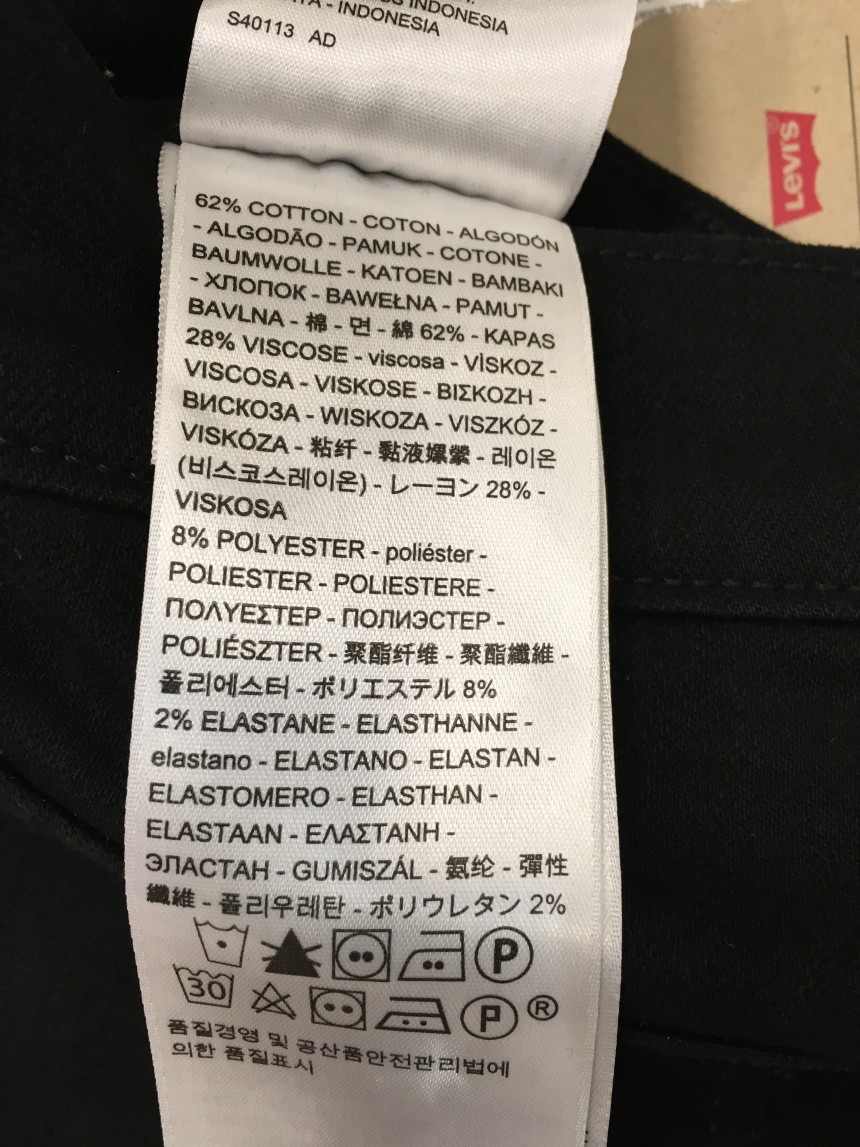 INDONESIA
- INDONESIA
S40113 AD
Levi's
62% COTTON - COTON - ALGODÓN
- ALGODÃO - PAMUK - COTONE -
BAUMWOLLE - KATOEN - BAMBAKI
- ХЛОПОК - BAWEŁNA - PAMUT -
BAVLNA - 棉 - 면 - 綿 62% - KAPAS
28% VISCOSE - viscosa - VİSKOZ -
VISCOSA - VISKOSE - ΒΙΣΚΟΖΗ -
ВИСКОЗА - WISKOZA - VISZKÓZ -
VISKÓZA - 粘纤 - 黏液嫘縈 - 레이온
(비스코스레이온) - レーヨン 28% -
VISKOSA
8% POLYESTER - poliéster -
POLIESTER - POLIESTERE -
ΠΟΛΥΕΣΤΕΡ - ПОЛИЭСТЕР -
POLIÉSZTER - 聚酯纤维 - 聚酯纖維 -
폴리에스터 - ポリエステル 8%
2% ELASTANE - ELASTHANNE -
elastano - ELASTANO - ELASTAN -
ELASTOMERO - ELASTHAN -
ELASTAAN - ΕΛΑΣΤΑΝΗ -
ЭЛАСТАН - GUMISZÁL - 氨纶 - 彈性
纖維 - 폴리우레탄 - ポリウレタン 2%
P
30 P ®
품질경영 및 공산품안전관리법에
의한 품질표시